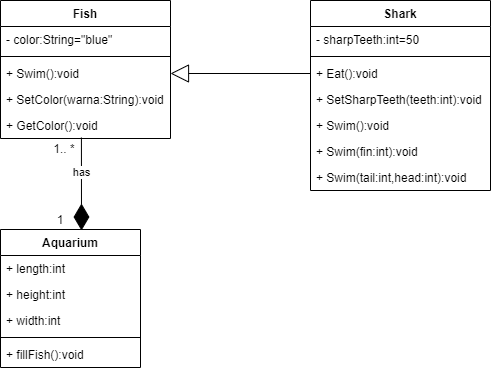 Fish
- color:String="blue"
+ Swim():void
+ SetColor(warna:String):void
+ GetColor():void
Shark
- sharpTeeth:int=50
+ Eat():void
+ SetSharpTeeth(teeth:int):void
+ Swim():void
+ Swim(fin:int):void
+ Swim(tail:int,head:int):void
1.. *
has
1
Aquarium
+ length:int
+ height:int
+ width:int
+ fillFish():void